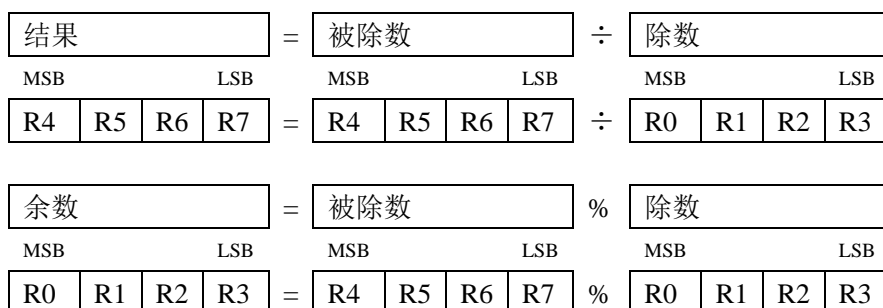 结果 = 被除数 ÷ 除数
MSB LSB MSB LSB MSB LSB
R4 R5 R6 R7 = R4 R5 R6 R7 ÷ R0 R1 R2 R3
余数 = 被除数 % 除数
MSB LSB MSB LSB MSB LSB
R0 R1 R2 R3 = R4 R5 R6 R7 % R0 R1 R2 R3